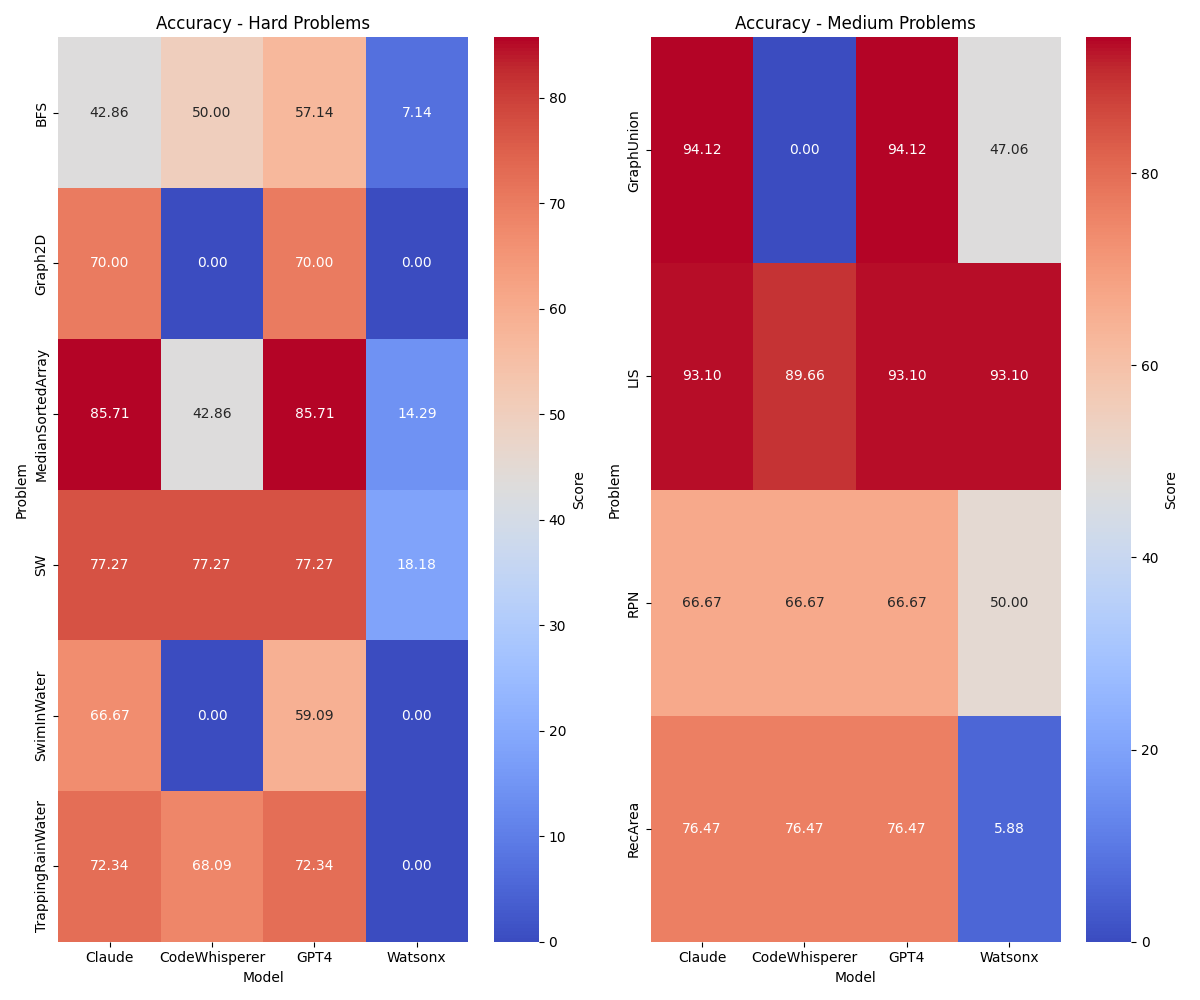 Accuracy - Hard Problems
Problem
BFS
42.86 50.00 57.14 7.14
Graph2D
70.00 0.00 70.00 0.00
MedianSortedArray
85.71 42.86 85.71 14.29
SW
77.27 77.27 77.27 18.18
SwimInWater
66.67 0.00 59.09 0.00
TrappingRainWater
72.34 68.09 72.34 0.00
Claude CodeWhisperer GPT4 Watsonx
Model
80
70
60
50
40
30
20
10
0
Score
Accuracy - Medium Problems
Problem
GraphUnion
94.12 0.00 94.12 47.06
LIS
93.10 89.66 93.10 93.10
RPN
66.67 66.67 66.67 50.00
RecArea
76.47 76.47 76.47 5.88
Claude CodeWhisperer GPT4 Watsonx
Model
80
60
40
20
0
Score